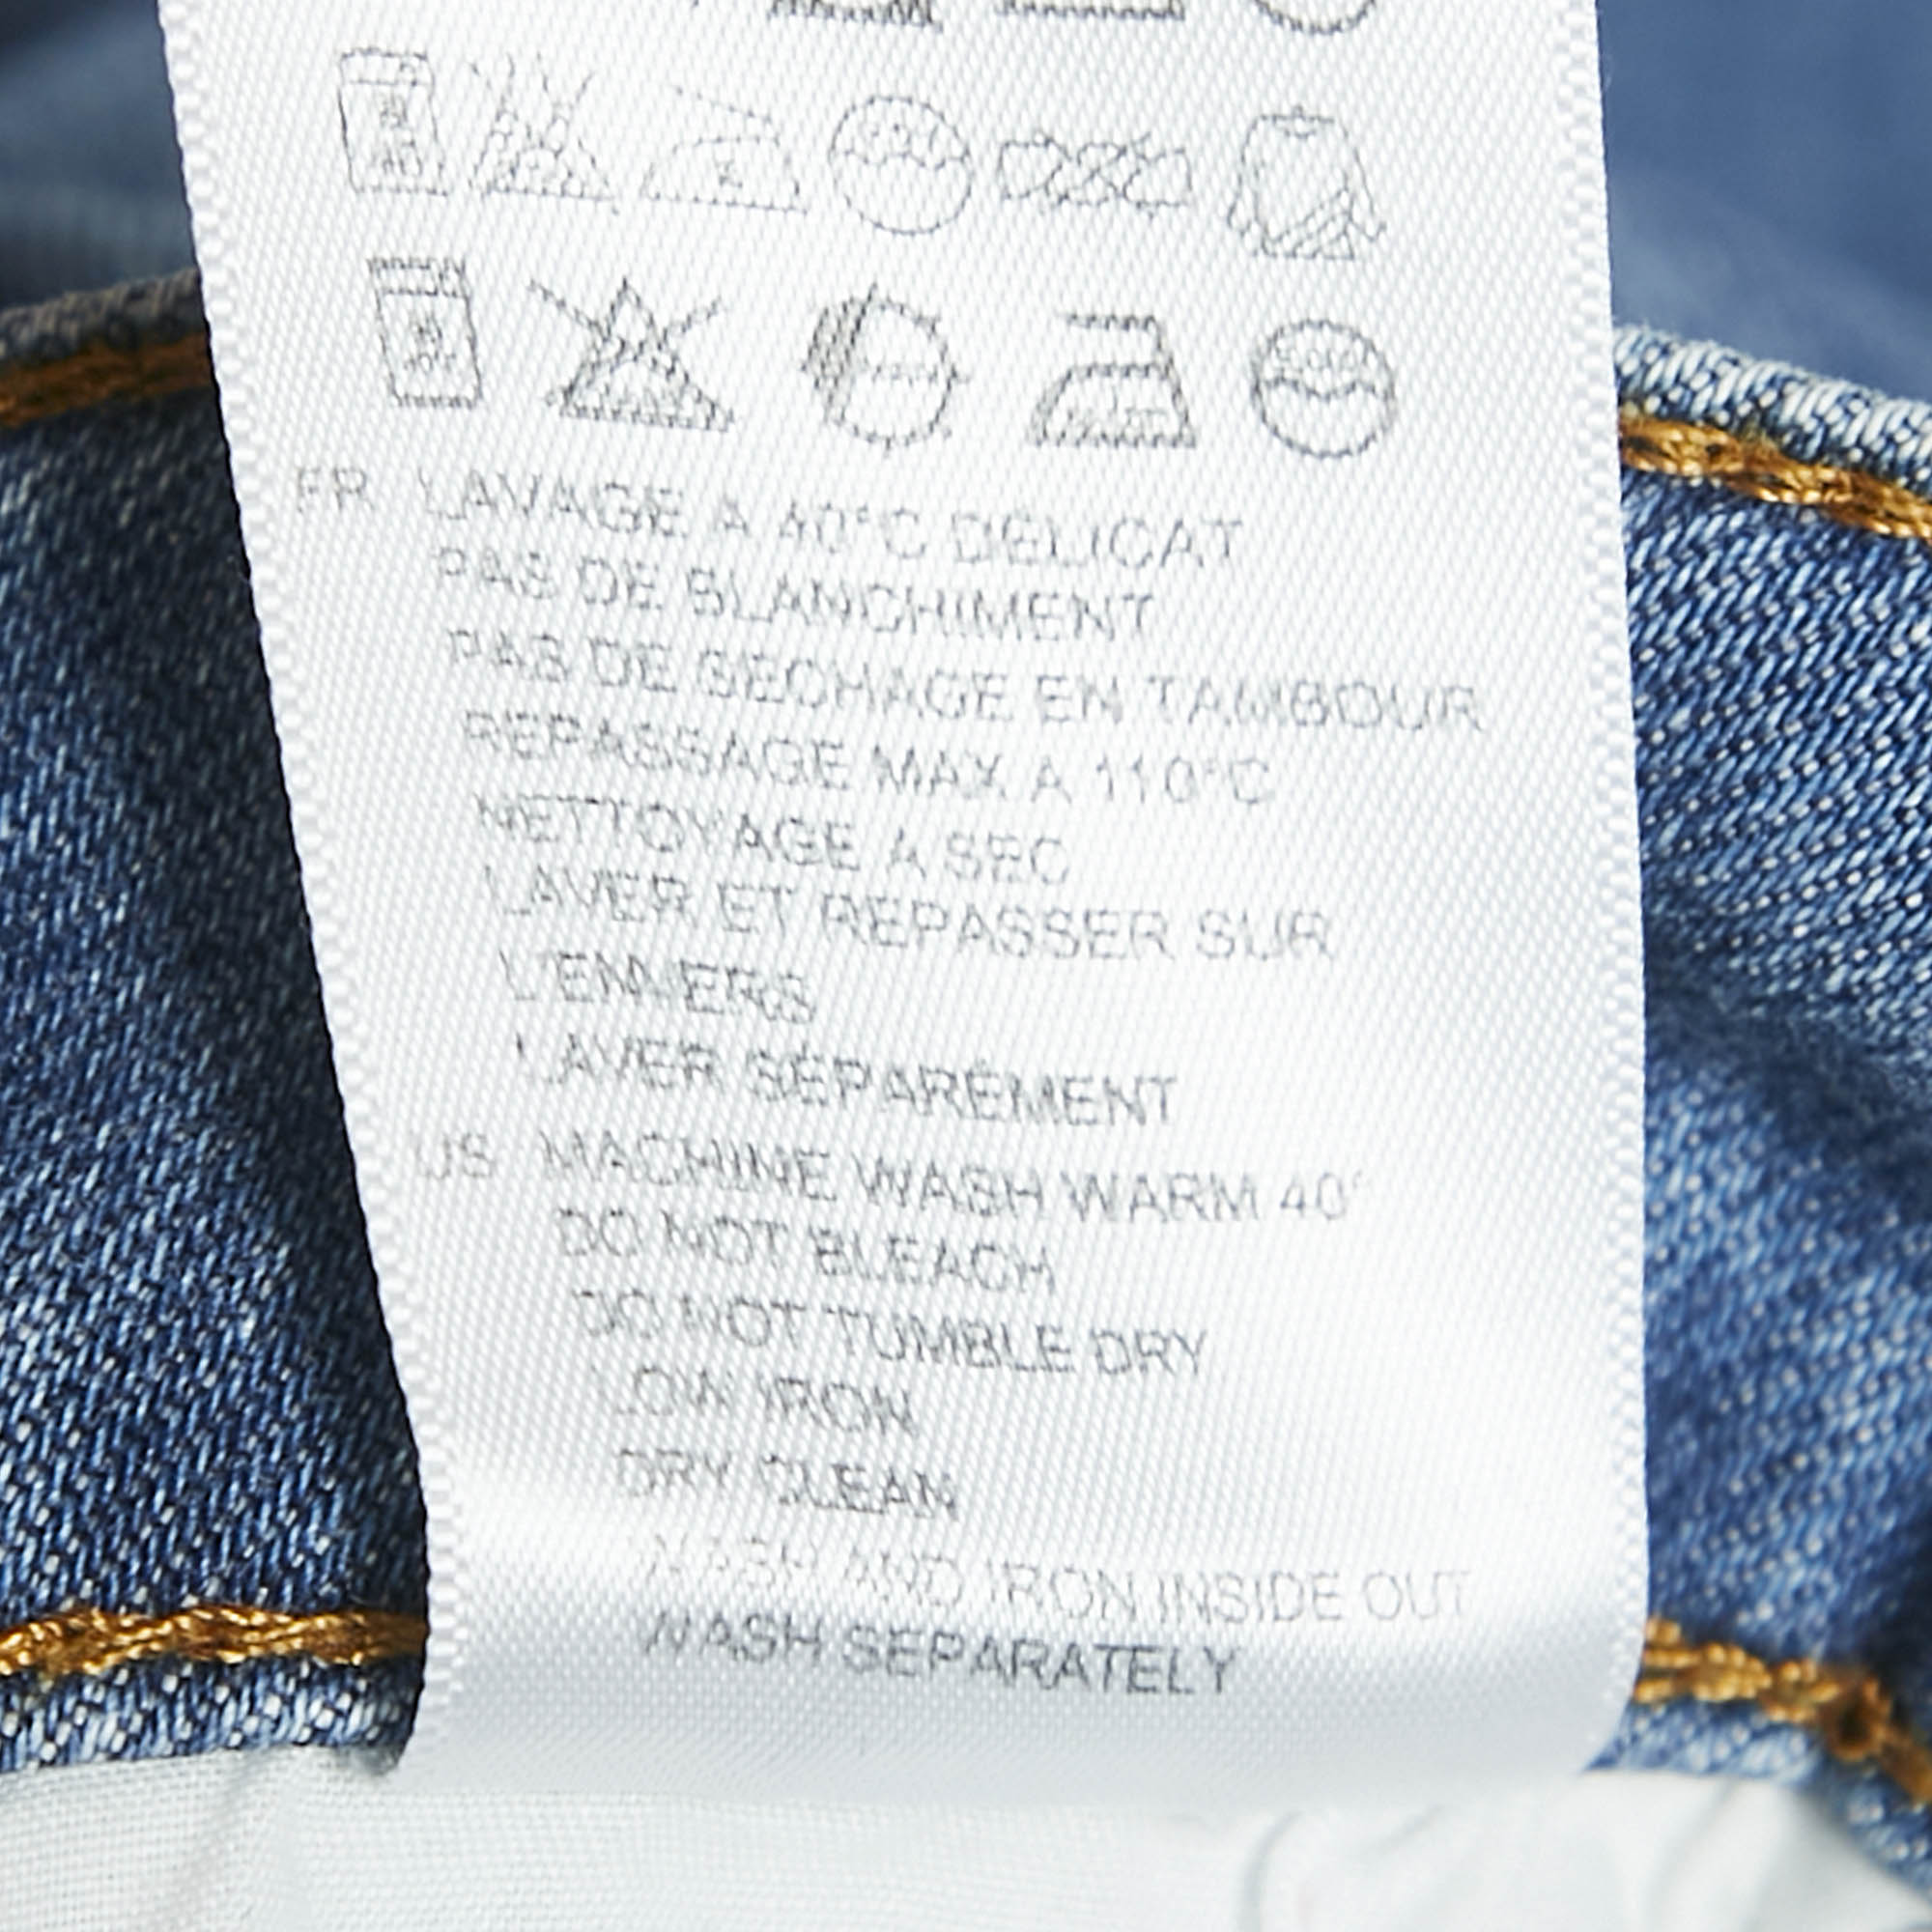 FR LAVAGE A 40°C DELICAT
PAS DE BLANCHIMENT
PAS DE SECHAGE EN TAMBOUR
REPASSAGE MAX A 110°C
NETTOYAGE A SEC
LAVER ET REPASSER SUR
L'ENVERS
LAVER SÉPARÉMENT
US MACHINE WASH WARM 40°
DO NOT BLEACH
DO NOT TUMBLE DRY
LOW IRON
DRY CLEAN
WASH AND IRON INSIDE OUT
WASH SEPARATELY